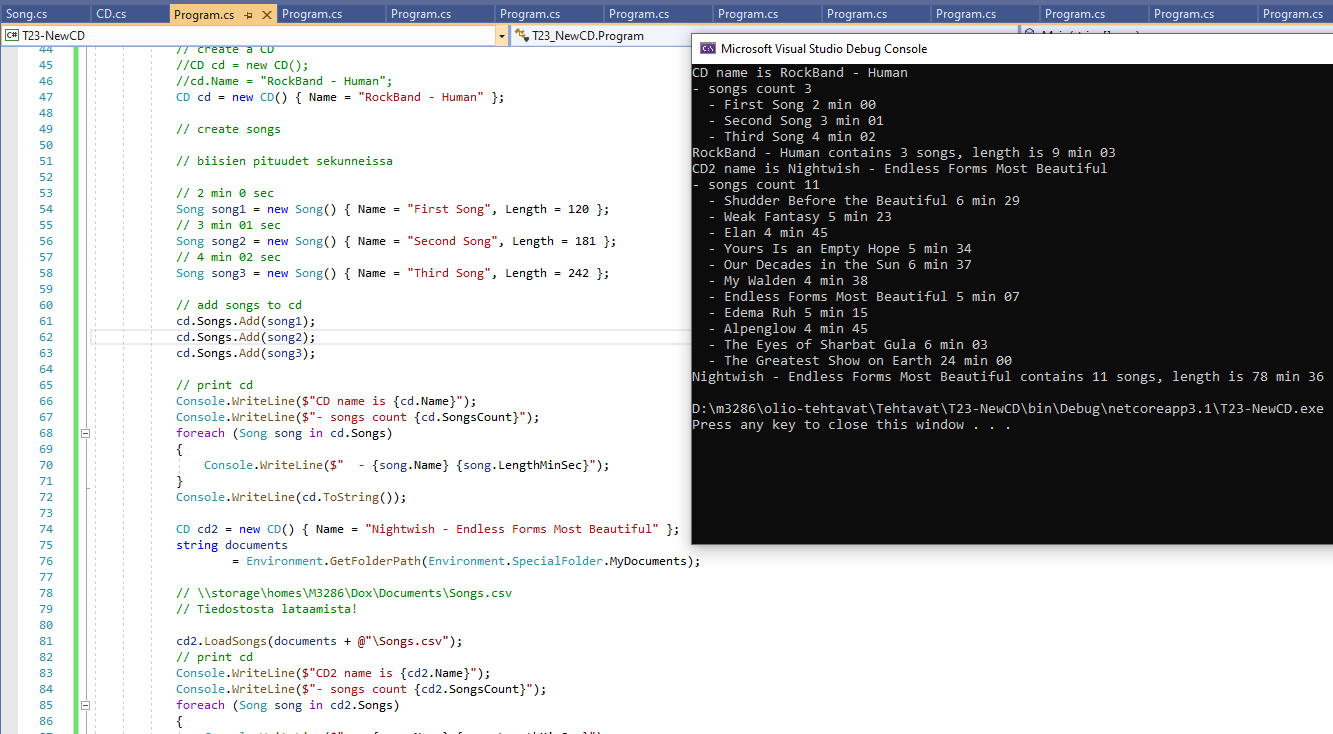 Song.cs CD.cs Program.cs Program.cs Program.cs Program.cs Program.cs Program.cs Program.cs Program.cs Program.cs Program.cs Program.cs
C# T23-NewCD T23_NewCD.Program
44 // create a CD
45 //CD cd = new CD();
46 //cd.Name = "RockBand - Human";
47 CD cd = new CD() { Name = "RockBand - Human" };
48
49 // create songs
50
51 // biisien pituudet sekunneissa
52
53 // 2 min 0 sec
54 Song song1 = new Song() { Name = "First Song", Length = 120 };
55 // 3 min 01 sec
56 Song song2 = new Song() { Name = "Second Song", Length = 181 };
57 // 4 min 02 sec
58 Song song3 = new Song() { Name = "Third Song", Length = 242 };
59
60 // add songs to cd
61 cd.Songs.Add(song1);
62 cd.Songs.Add(song2);
63 cd.Songs.Add(song3);
64
65 // print cd
66 Console.WriteLine($"CD name is {cd.Name}");
67 Console.WriteLine($"- songs count {cd.SongsCount}");
68 foreach (Song song in cd.Songs)
69 {
70 Console.WriteLine($"  - {song.Name} {song.LengthMinSec}");
71 }
72 Console.WriteLine(cd.ToString());
73
74 CD cd2 = new CD() { Name = "Nightwish - Endless Forms Most Beautiful" };
75 string documents
76 = Environment.GetFolderPath(Environment.SpecialFolder.MyDocuments);
77
78 // \\storage\homes\M3286\Dox\Documents\Songs.csv
79 // Tiedostosta lataamista!
80
81 cd2.LoadSongs(documents + @"\Songs.csv");
82 // print cd
83 Console.WriteLine($"CD2 name is {cd2.Name}");
84 Console.WriteLine($"- songs count {cd2.SongsCount}");
85 foreach (Song song in cd2.Songs)
86 {
Microsoft Visual Studio Debug Console
CD name is RockBand - Human
- songs count 3
  - First Song 2 min 00
  - Second Song 3 min 01
  - Third Song 4 min 02
RockBand - Human contains 3 songs, length is 9 min 03
CD2 name is Nightwish - Endless Forms Most Beautiful
- songs count 11
  - Shudder Before the Beautiful 6 min 29
  - Weak Fantasy 5 min 23
  - Elan 4 min 45
  - Yours Is an Empty Hope 5 min 34
  - Our Decades in the Sun 6 min 37
  - My Walden 4 min 38
  - Endless Forms Most Beautiful 5 min 07
  - Edema Ruh 5 min 15
  - Alpenglow 4 min 45
  - The Eyes of Sharbat Gula 6 min 03
  - The Greatest Show on Earth 24 min 00
Nightwish - Endless Forms Most Beautiful contains 11 songs, length is 78 min 36
D:\m3286\olio-tehtavat\Tehtavat\T23-NewCD\bin\Debug\netcoreapp3.1\T23-NewCD.exe
Press any key to close this window . . .